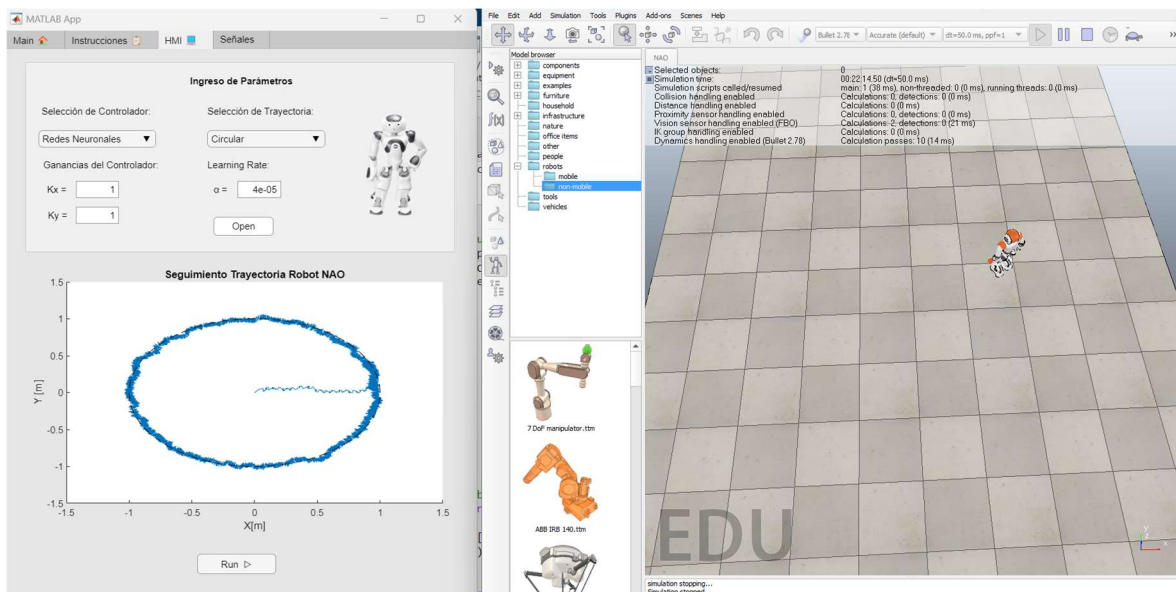 MATLAB App
Main
Instrucciones
HMI
Señales
Ingreso de Parámetros
Selección de Controlador:
Selección de Trayectoria:
Redes Neuronales
Circular
Ganancias del Controlador:
Learning Rate:
Kx = 1
α = 4e-05
Ky = 1
Open
Seguimiento Trayectoria Robot NAO
1.5
1
0.5
0
-0.5
-1
-1.5
Y [m]
-1.5 -1 -0.5 0 0.5 1 1.5
X[m]
Run
File Edit Add Simulation Tools Plugins Add-ons Scenes Help
Bullet 2.78
Accurate (default)
dt=50.0 ms, ppf=1
Model browser
components
equipment
examples
furniture
household
infrastructure
nature
office items
other
people
robots
mobile
non-mobile
tools
vehicles
7 DoF manipulator.ttm
ABB IRB 140.ttm
NAO
Selected objects: 0
Simulation time: 00:22:14.50 (dt=50.0 ms)
Simulation scripts called/resumed main: 1 (38 ms), non-threaded: 0 (0 ms), running threads: 0 (0 ms)
Collision handling enabled Calculations: 0, detections: 0 (0 ms)
Distance handling enabled Calculations: 0 (0 ms)
Proximity sensor handling enabled Calculations: 0, detections: 0 (0 ms)
Vision sensor handling enabled (FBO) Calculations: 2, detections: 0 (21 ms)
IK group handling enabled Calculations: 0 (0 ms)
Dynamics handling enabled (Bullet 2.78) Calculation passes: 10 (14 ms)
EDU
simulation stopping...
Simulation stopped